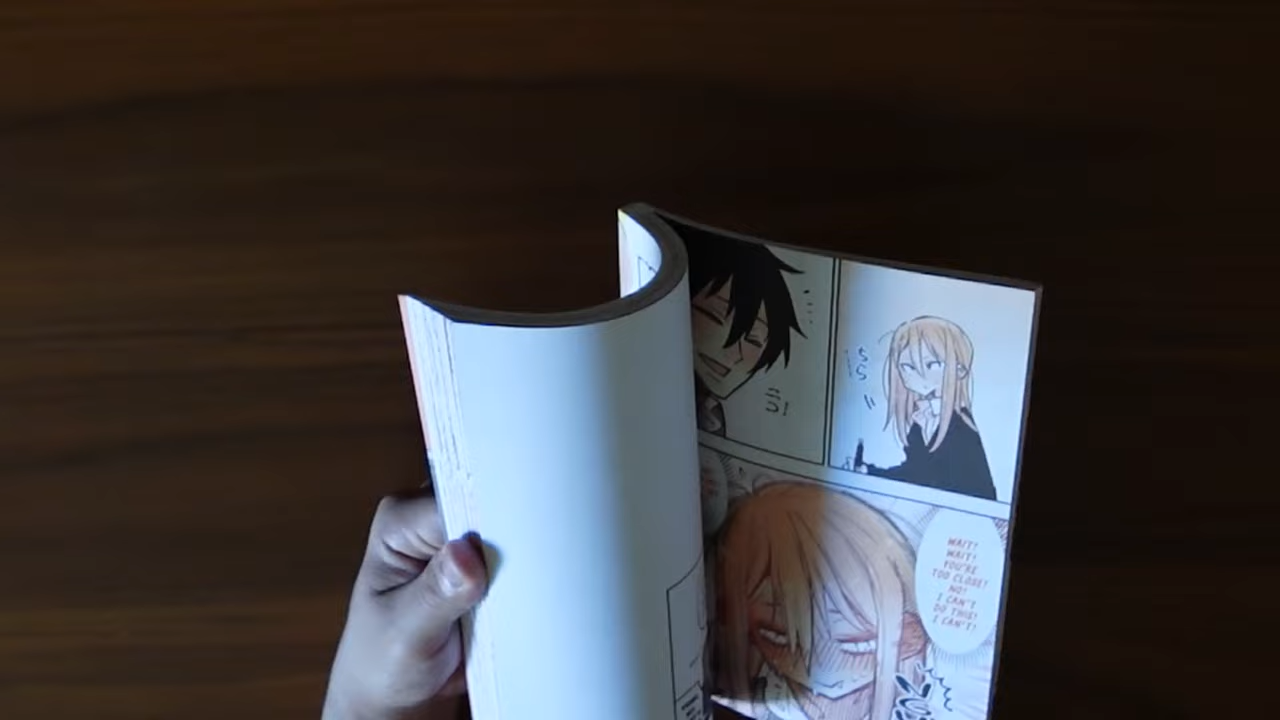 WAIT!
WAIT!
YOU'RE
TOO CLOSE!
NO!
I CAN'T
DO THIS!
I CAN'T!